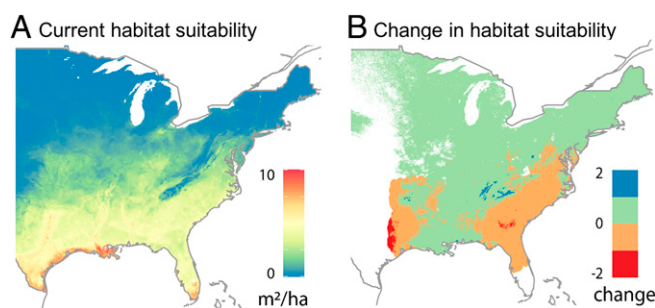 A Current habitat suitability
B Change in habitat suitability
10
0
m²/ha
2
0
-2
change